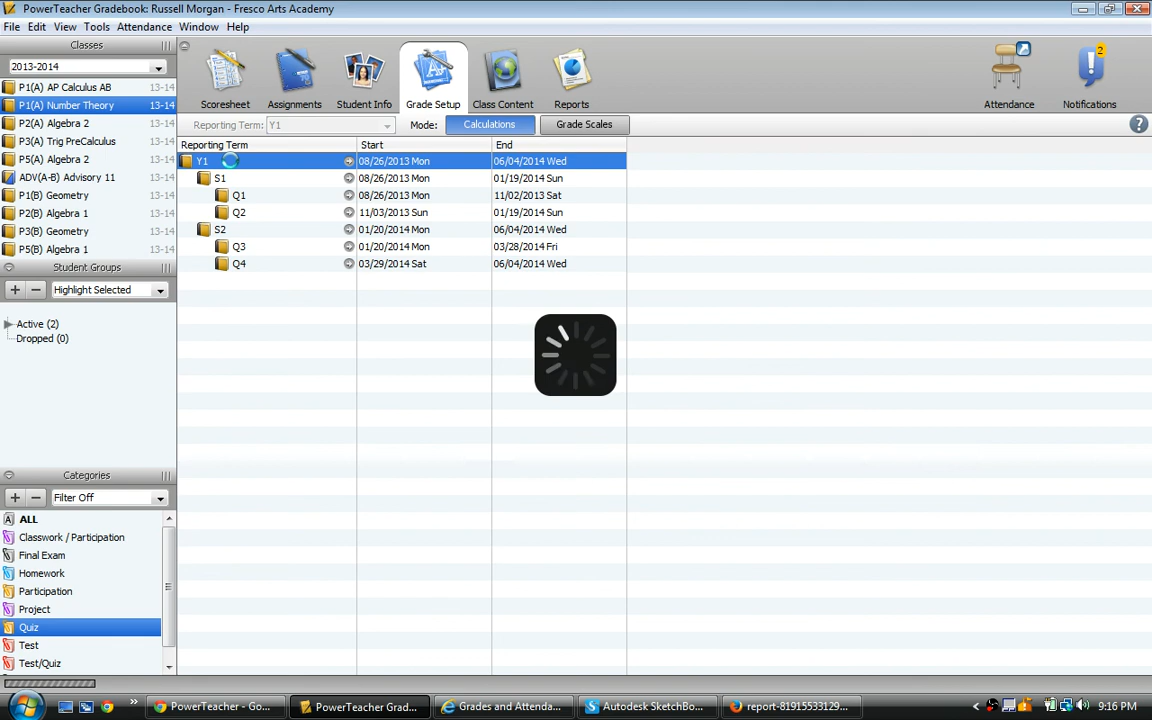 PowerTeacher Gradebook: Russell Morgan - Fresco Arts Academy
File Edit View Tools Attendance Window Help
Classes
2013-2014
P1(A) AP Calculus AB 13-14
P1(A) Number Theory 13-14
P2(A) Algebra 2 13-14
P3(A) Trig PreCalculus 13-14
P5(A) Algebra 2 13-14
ADV(A-B) Advisory 11 13-14
P1(B) Geometry 13-14
P2(B) Algebra 1 13-14
P3(B) Geometry 13-14
P5(B) Algebra 1 13-14
Student Groups
Highlight Selected
Active (2)
Dropped (0)
Categories
Filter Off
ALL
Classwork / Participation
Final Exam
Homework
Participation
Project
Quiz
Test
Test/Quiz
Scoresheet Assignments Student Info Grade Setup Class Content Reports Attendance Notifications
2
Reporting Term: Y1 Mode: Calculations Grade Scales
Reporting Term Start End
Y1 08/26/2013 Mon 06/04/2014 Wed
S1 08/26/2013 Mon 01/19/2014 Sun
Q1 08/26/2013 Mon 11/02/2013 Sat
Q2 11/03/2013 Sun 01/19/2014 Sun
S2 01/20/2014 Mon 06/04/2014 Wed
Q3 01/20/2014 Mon 03/28/2014 Fri
Q4 03/29/2014 Sat 06/04/2014 Wed
PowerTeacher - Go... PowerTeacher Grad... Grades and Attenda... Autodesk SketchBo... report-81915533129... 9:16 PM